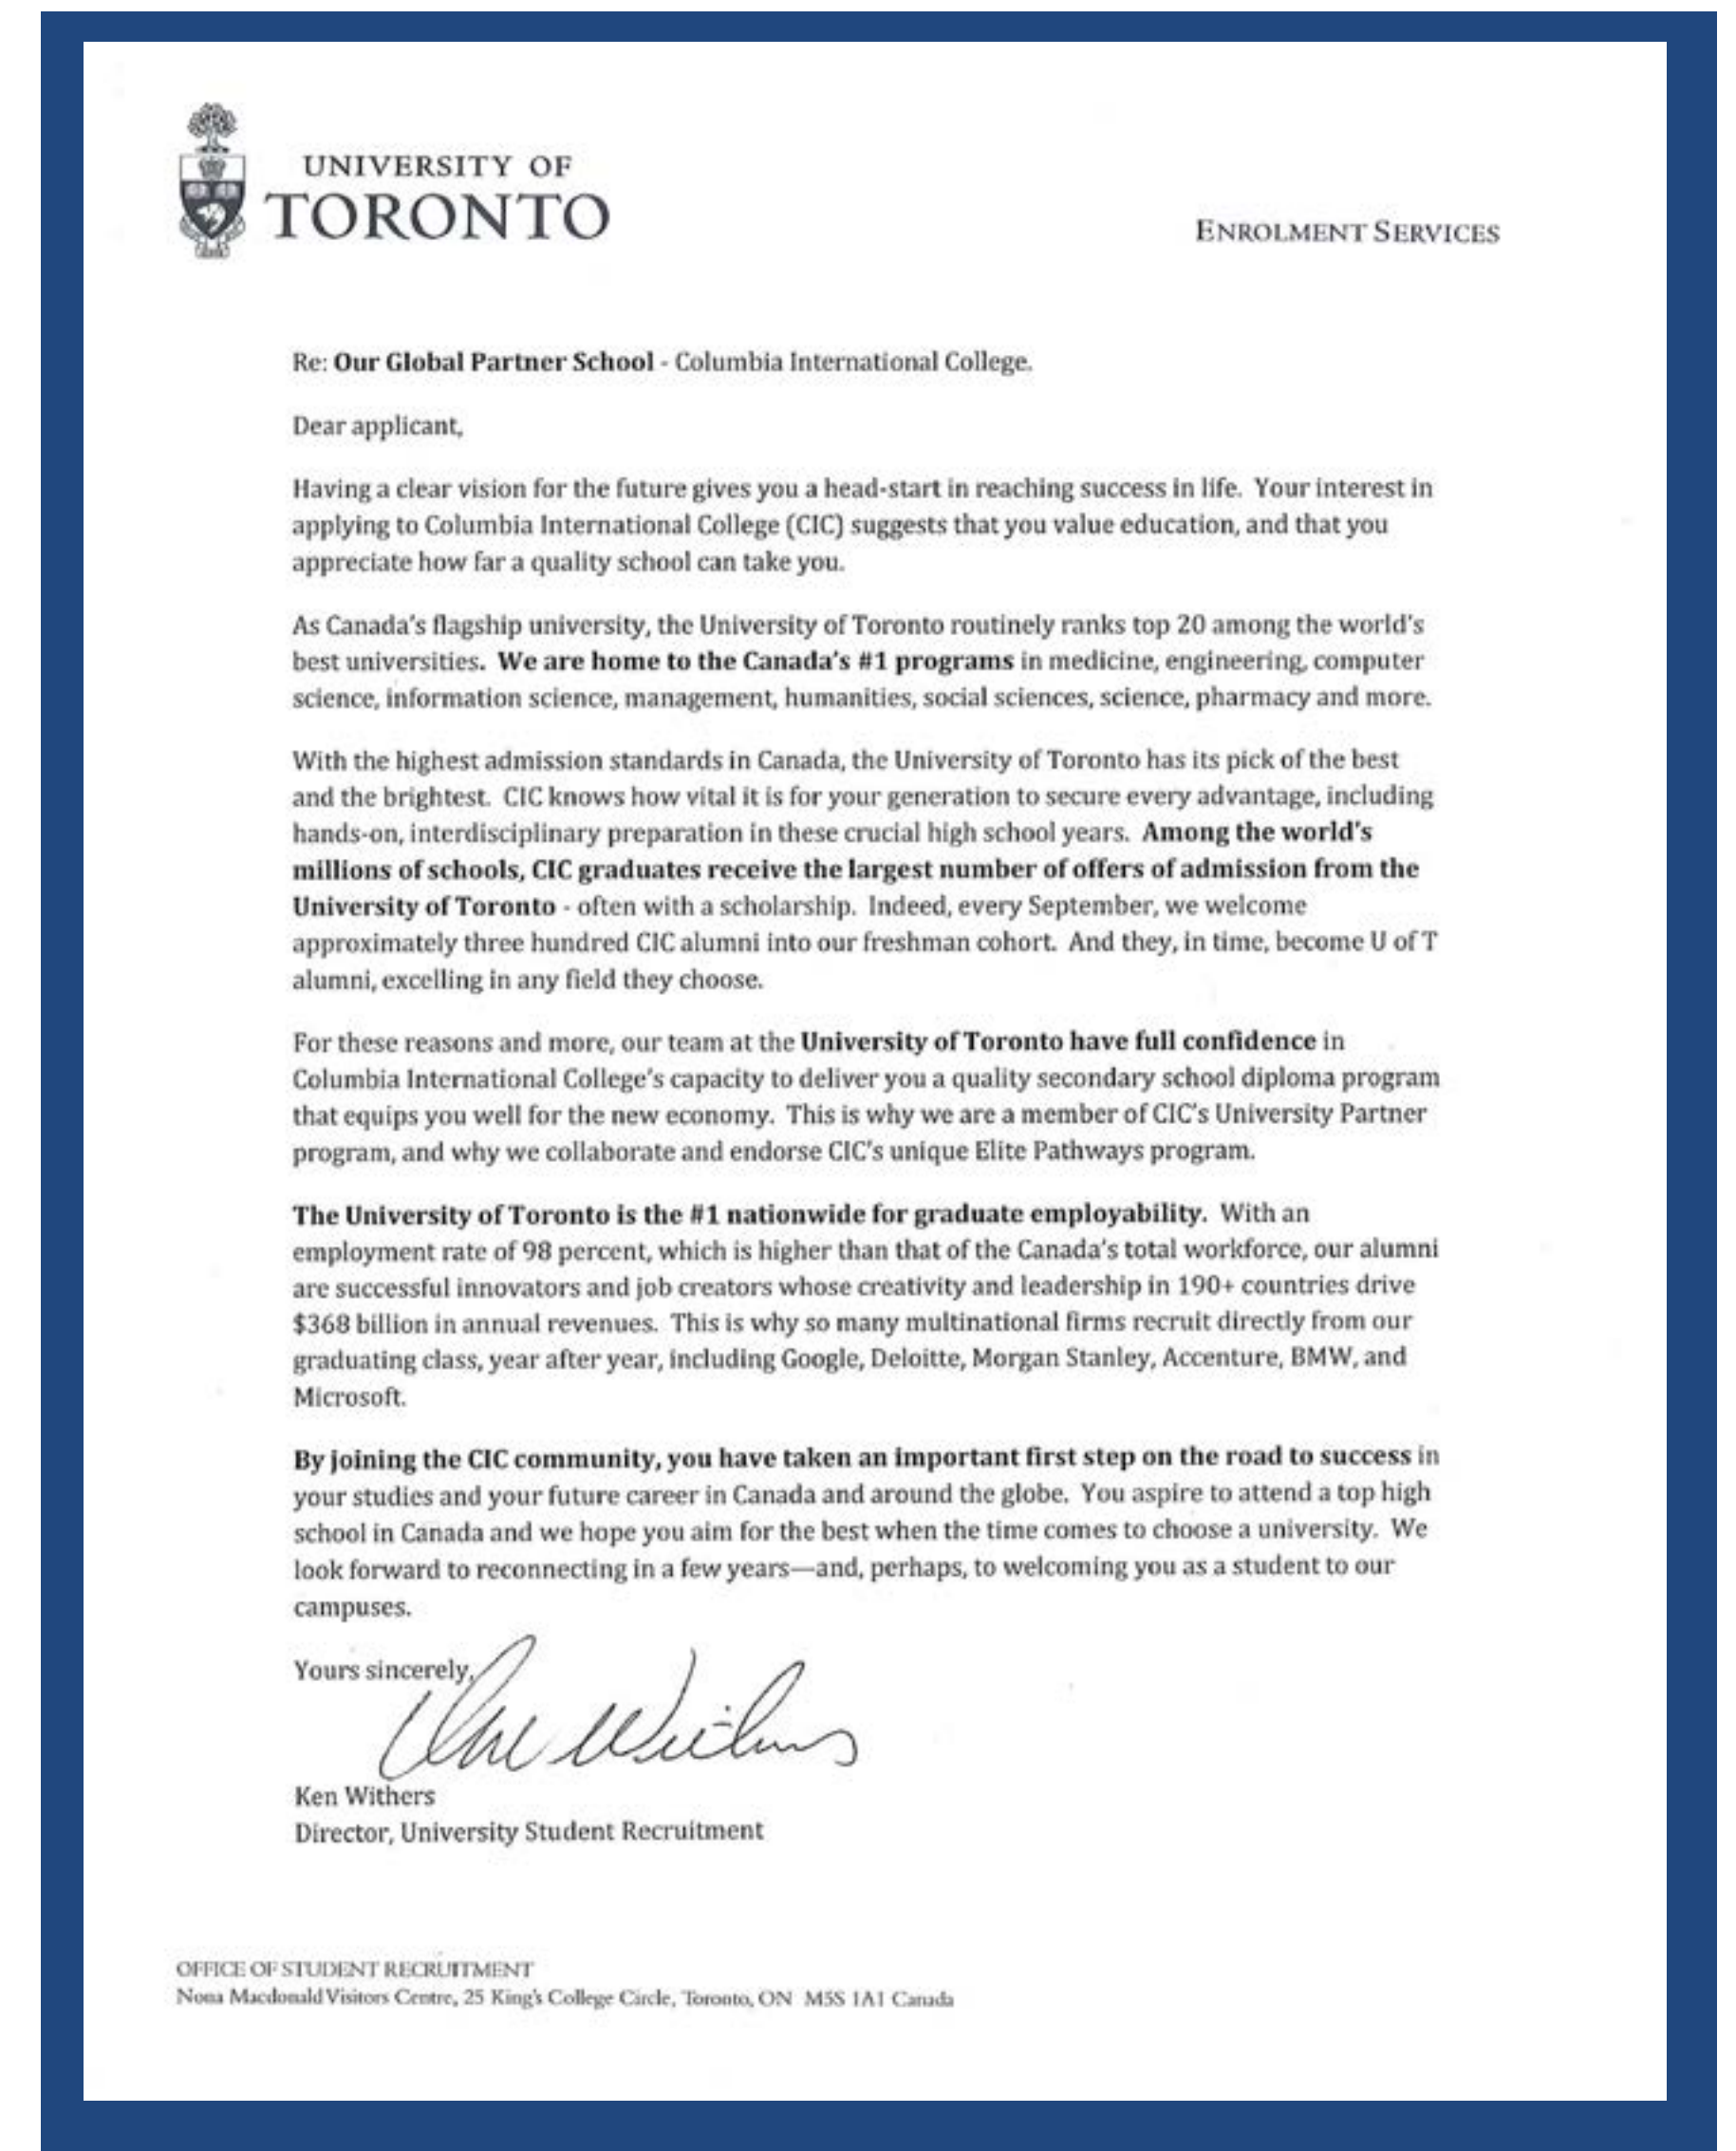 UNIVERSITY OF
TORONTO
ENROLMENT SERVICES
Re: Our Global Partner School - Columbia International College.
Dear applicant,
Having a clear vision for the future gives you a head-start in reaching success in life. Your interest in
applying to Columbia International College (CIC) suggests that you value education, and that you
appreciate how far a quality school can take you.
As Canada's flagship university, the University of Toronto routinely ranks top 20 among the world's
best universities. We are home to the Canada's #1 programs in medicine, engineering, computer
science, information science, management, humanities, social sciences, science, pharmacy and more.
With the highest admission standards in Canada, the University of Toronto has its pick of the best
and the brightest. CIC knows how vital it is for your generation to secure every advantage, including
hands-on, interdisciplinary preparation in these crucial high school years. Among the world's
millions of schools, CIC graduates receive the largest number of offers of admission from the
University of Toronto - often with a scholarship. Indeed, every September, we welcome
approximately three hundred CIC alumni into our freshman cohort. And they, in time, become U of T
alumni, excelling in any field they choose.
For these reasons and more, our team at the University of Toronto have full confidence in
Columbia International College's capacity to deliver you a quality secondary school diploma program
that equips you well for the new economy. This is why we are a member of CIC's University Partner
program, and why we collaborate and endorse CIC's unique Elite Pathways program.
The University of Toronto is the #1 nationwide for graduate employability. With an
employment rate of 98 percent, which is higher than that of the Canada's total workforce, our alumni
are successful innovators and job creators whose creativity and leadership in 190+ countries drive
$368 billion in annual revenues. This is why so many multinational firms recruit directly from our
graduating class, year after year, including Google, Deloitte, Morgan Stanley, Accenture, BMW, and
Microsoft.
By joining the CIC community, you have taken an important first step on the road to success in
your studies and your future career in Canada and around the globe. You aspire to attend a top high
school in Canada and we hope you aim for the best when the time comes to choose a university. We
look forward to reconnecting in a few years—and, perhaps, to welcoming you as a student to our
campuses.
Yours sincerely,
Ken Withers
Ken Withers
Director, University Student Recruitment
OFFICE OF STUDENT RECRUITMENT
Nona Macdonald Visitors Centre, 25 King's College Circle, Toronto, ON M5S 1A1 Canada